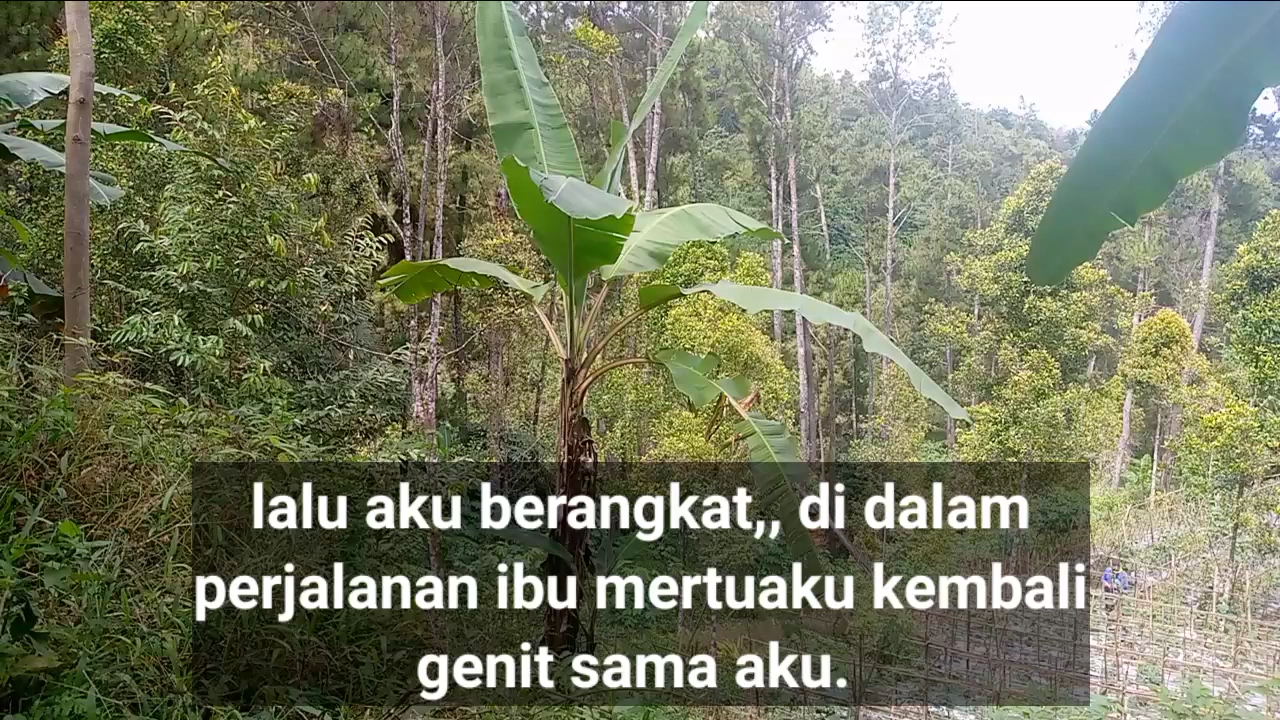 lalu aku berangkat,, di dalam
perjalanan ibu mertuaku kembali
genit sama aku.